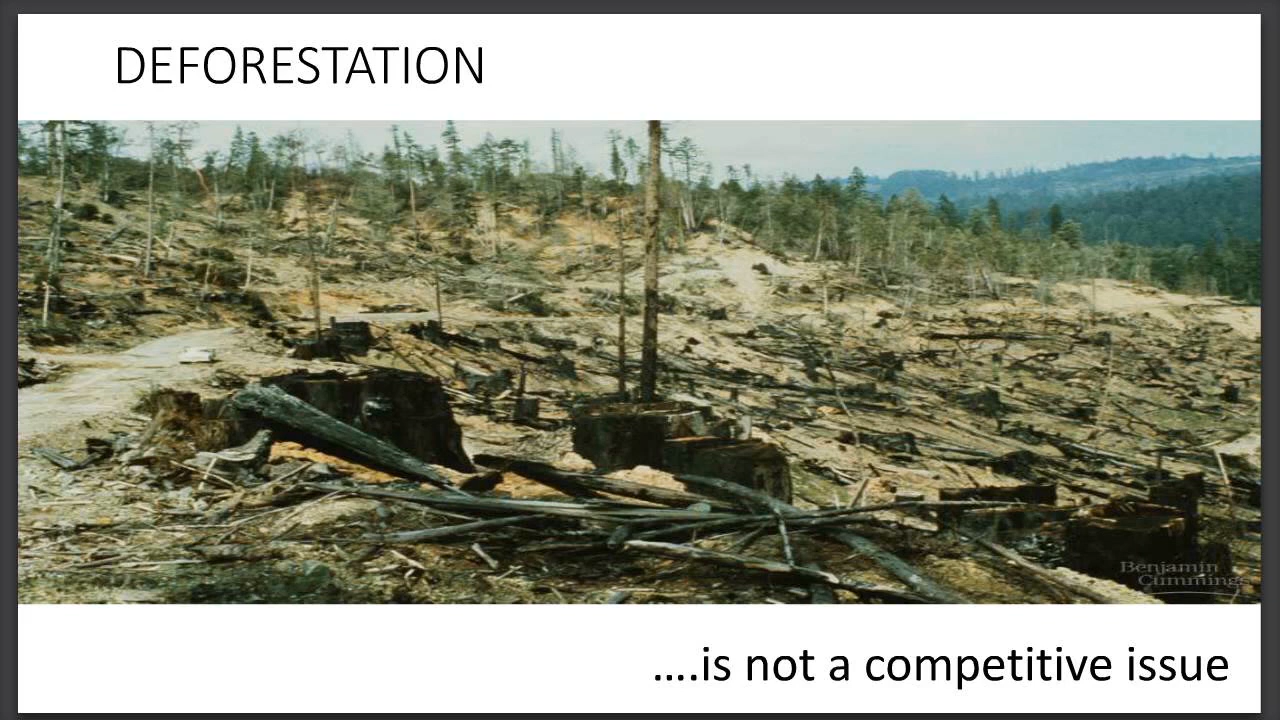 DEFORESTATION
Benjamin
Cummings
....is not a competitive issue